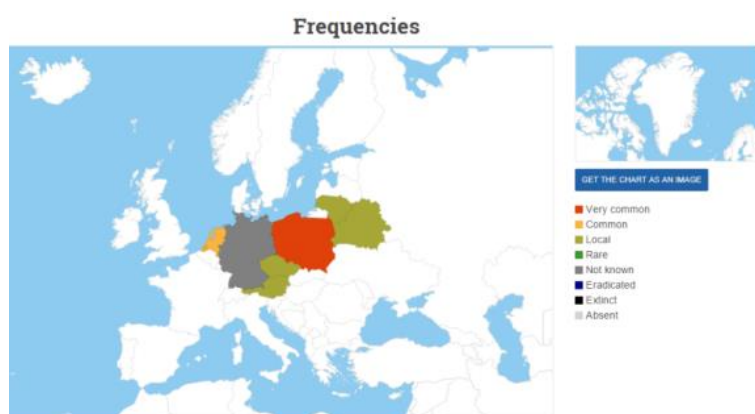 Frequencies
GET THE CHART AS AN IMAGE
Very common
Common
Local
Rare
Not known
Eradicated
Extinct
Absent